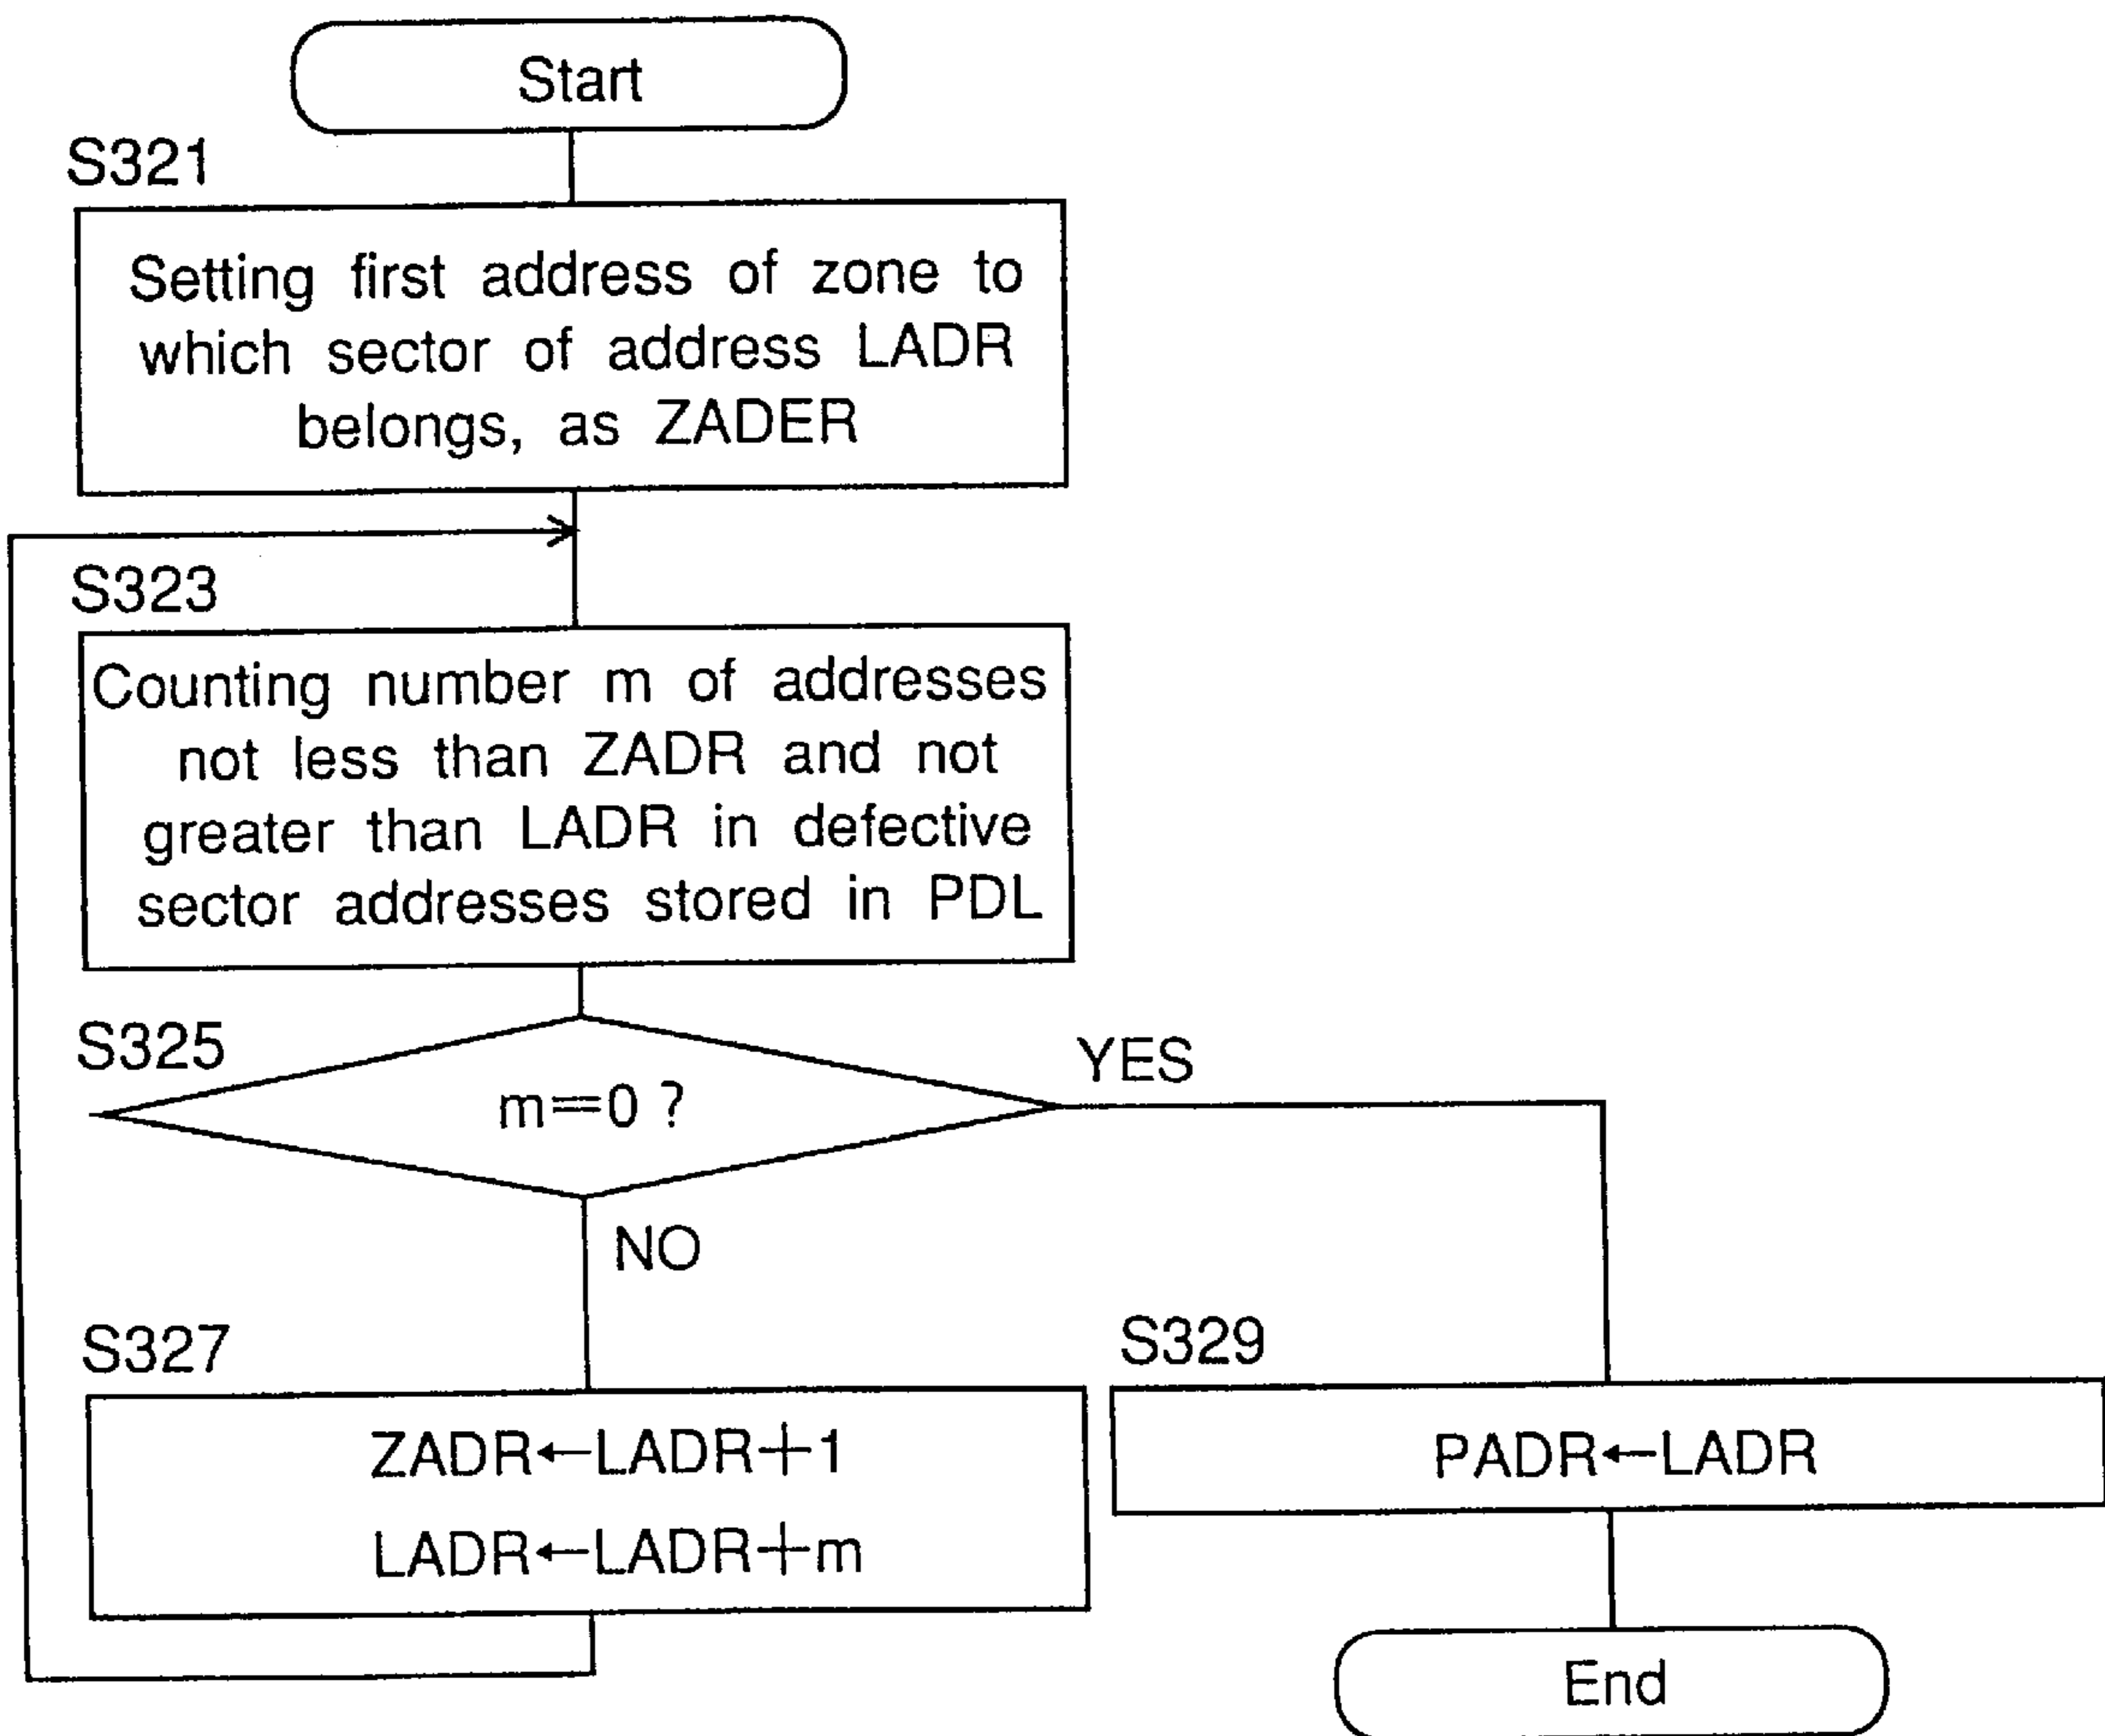 Start
S321
Setting first address of zone to
which sector of address LADR
belongs, as ZADER
S323
Counting number m of addresses
not less than ZADR and not
greater than LADR in defective
sector addresses stored in PDL
S325
m==0 ?
YES
NO
S327
ZADR←LADR+1
LADR←LADR+m
S329
PADR←LADR
End